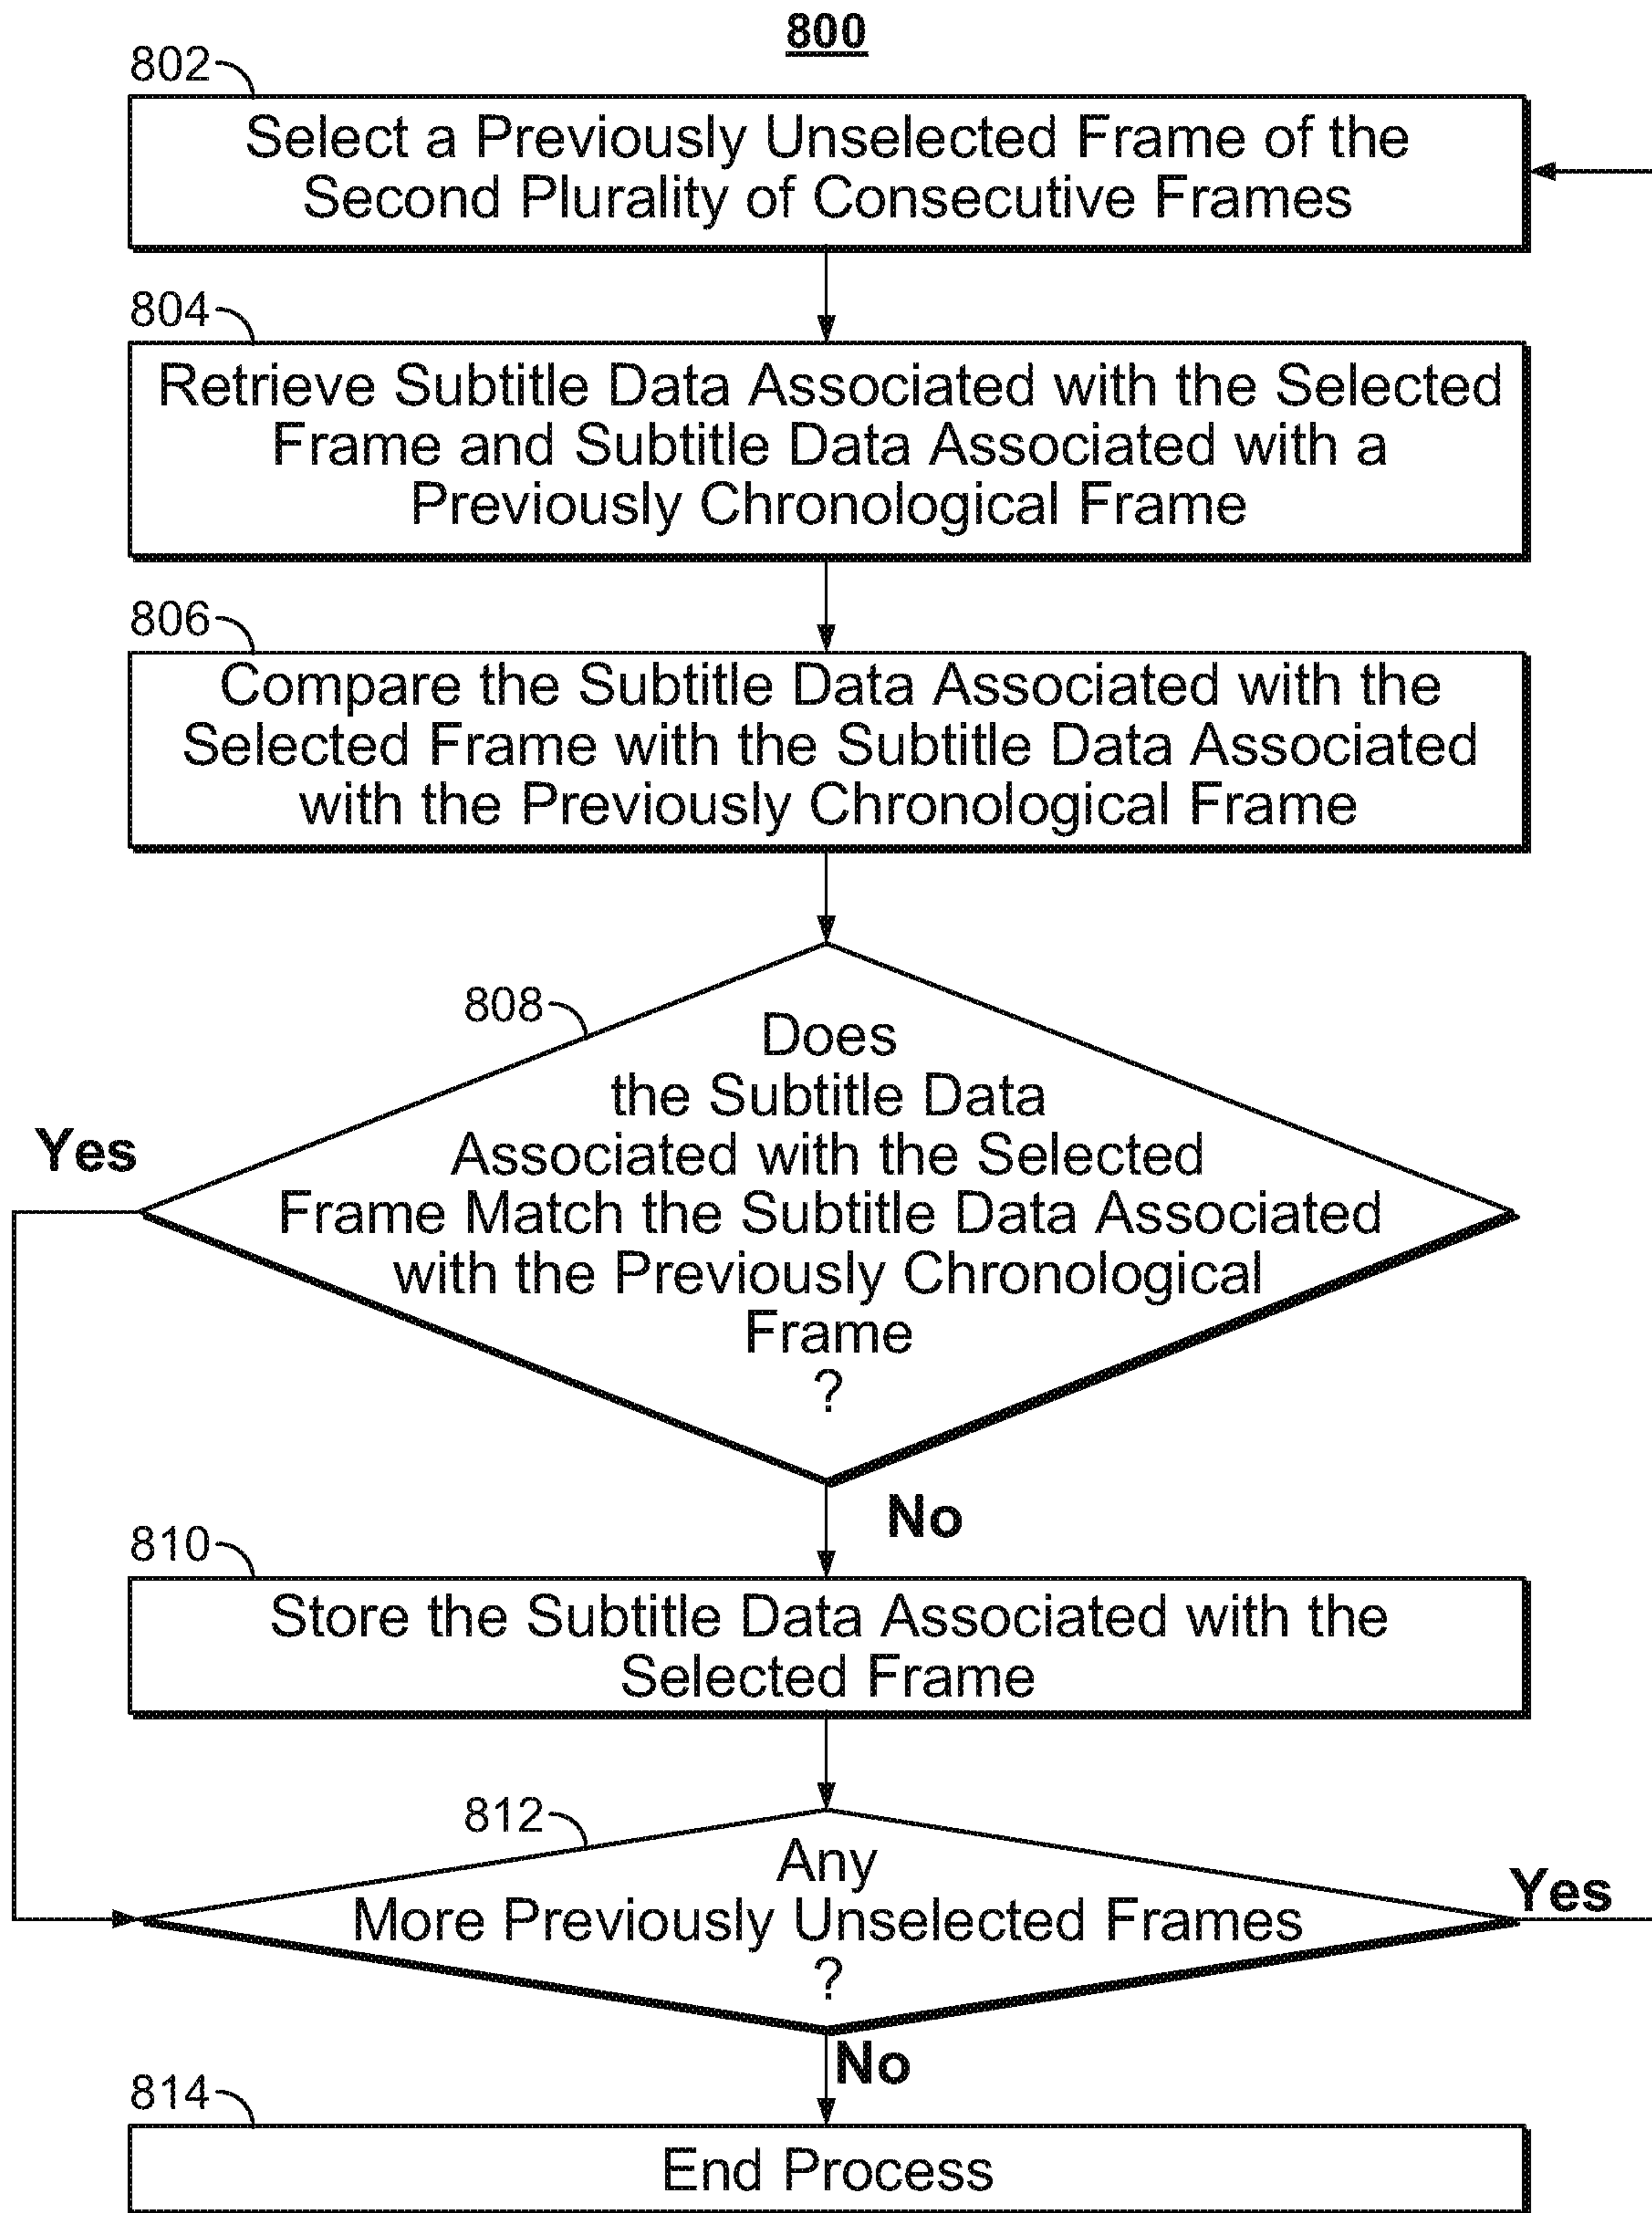 800
802
Select a Previously Unselected Frame of the
Second Plurality of Consecutive Frames
804
Retrieve Subtitle Data Associated with the Selected
Frame and Subtitle Data Associated with a
Previously Chronological Frame
806
Compare the Subtitle Data Associated with the
Selected Frame with the Subtitle Data Associated
with the Previously Chronological Frame
808
Does
the Subtitle Data
Associated with the Selected
Frame Match the Subtitle Data Associated
with the Previously Chronological
Frame
?
Yes
No
810
Store the Subtitle Data Associated with the
Selected Frame
812
Any
More Previously Unselected Frames
?
Yes
No
814
End Process